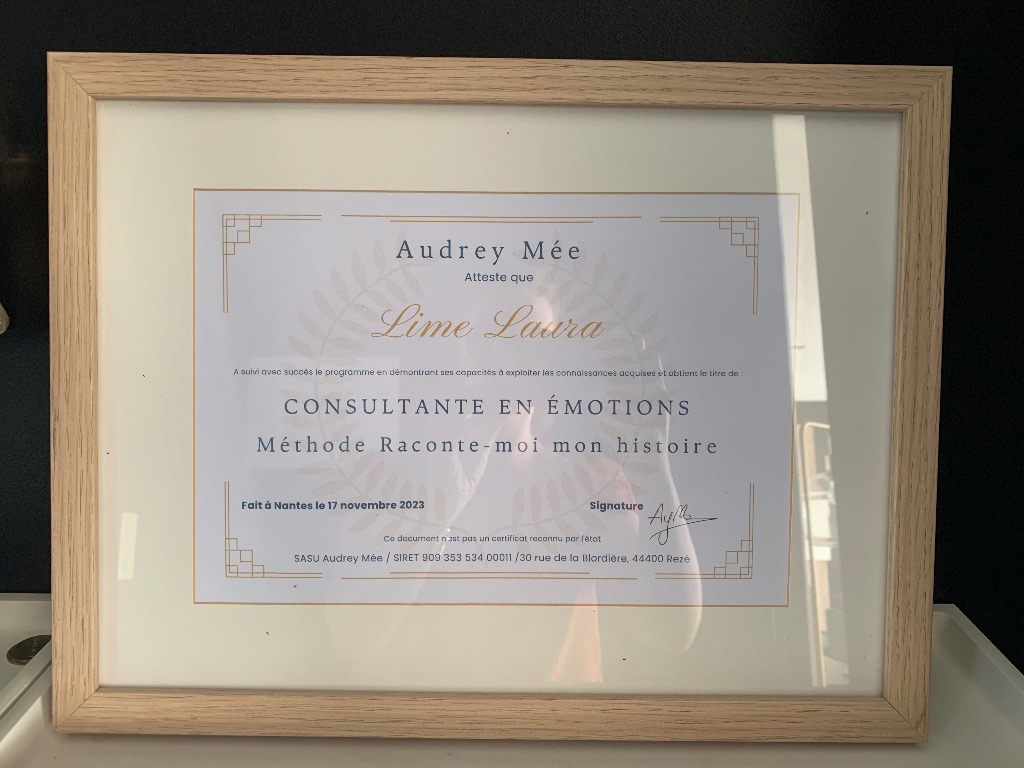 Audrey Mée
Atteste que
Lime Laura
A suivi avec succès le programme en démontrant ses capacités à exploiter les connaissances acquises et obtient le titre de :
CONSULTANTE EN ÉMOTIONS
Méthode Raconte-moi mon histoire
Fait à Nantes le 17 novembre 2023 Signature
Ce document n'est pas un certificat reconnu par l'état
SASU Audrey Mée / SIRET 909 353 534 00011 /30 rue de la Blordière, 44400 Rezé